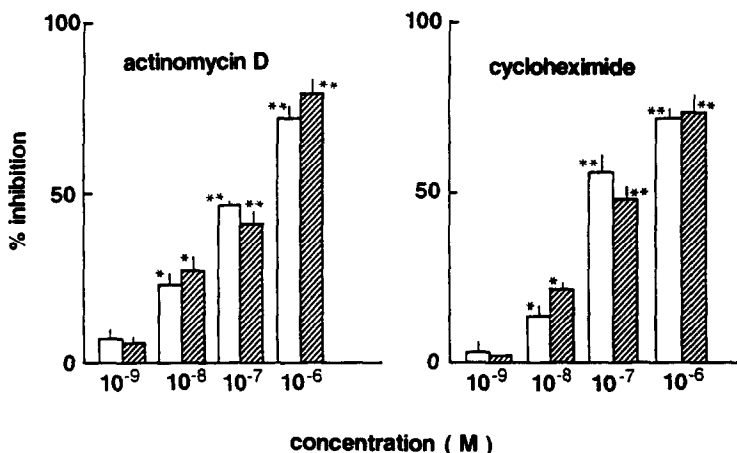 100
actinomycin D
50
0
% inhibition
* * ** ** ** **
10-9 10-8 10-7 10-6
100
cycloheximide
50
0
* * ** ** ** **
10-9 10-8 10-7 10-6
concentration ( M )